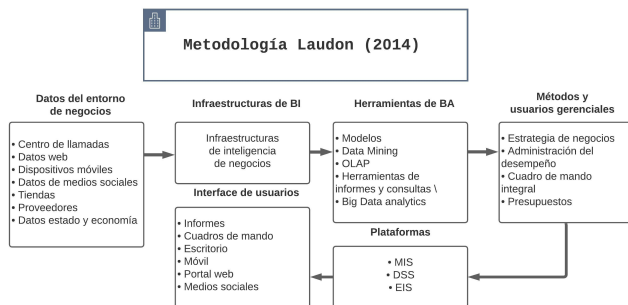 Metodología Laudon (2014)
Datos del entorno
de negocios
• Centro de llamadas
• Datos web
• Dispositivos móviles
• Datos de medios sociales
• Tiendas
• Proveedores
• Datos estado y economía
Infraestructuras de BI
Infraestructuras
de inteligencia
de negocios
Herramientas de BA
• Modelos
• Data Mining
• OLAP
• Herramientas de
informes y consultas \
• Big Data analytics
Métodos y
usuarios gerenciales
• Estrategia de negocios
• Administración del
desempeño
• Cuadro de mando
integral
• Presupuestos
Plataformas
• MIS
• DSS
• EIS
Interface de usuarios
• Informes
• Cuadros de mando
• Escritorio
• Móvil
• Portal web
• Medios sociales